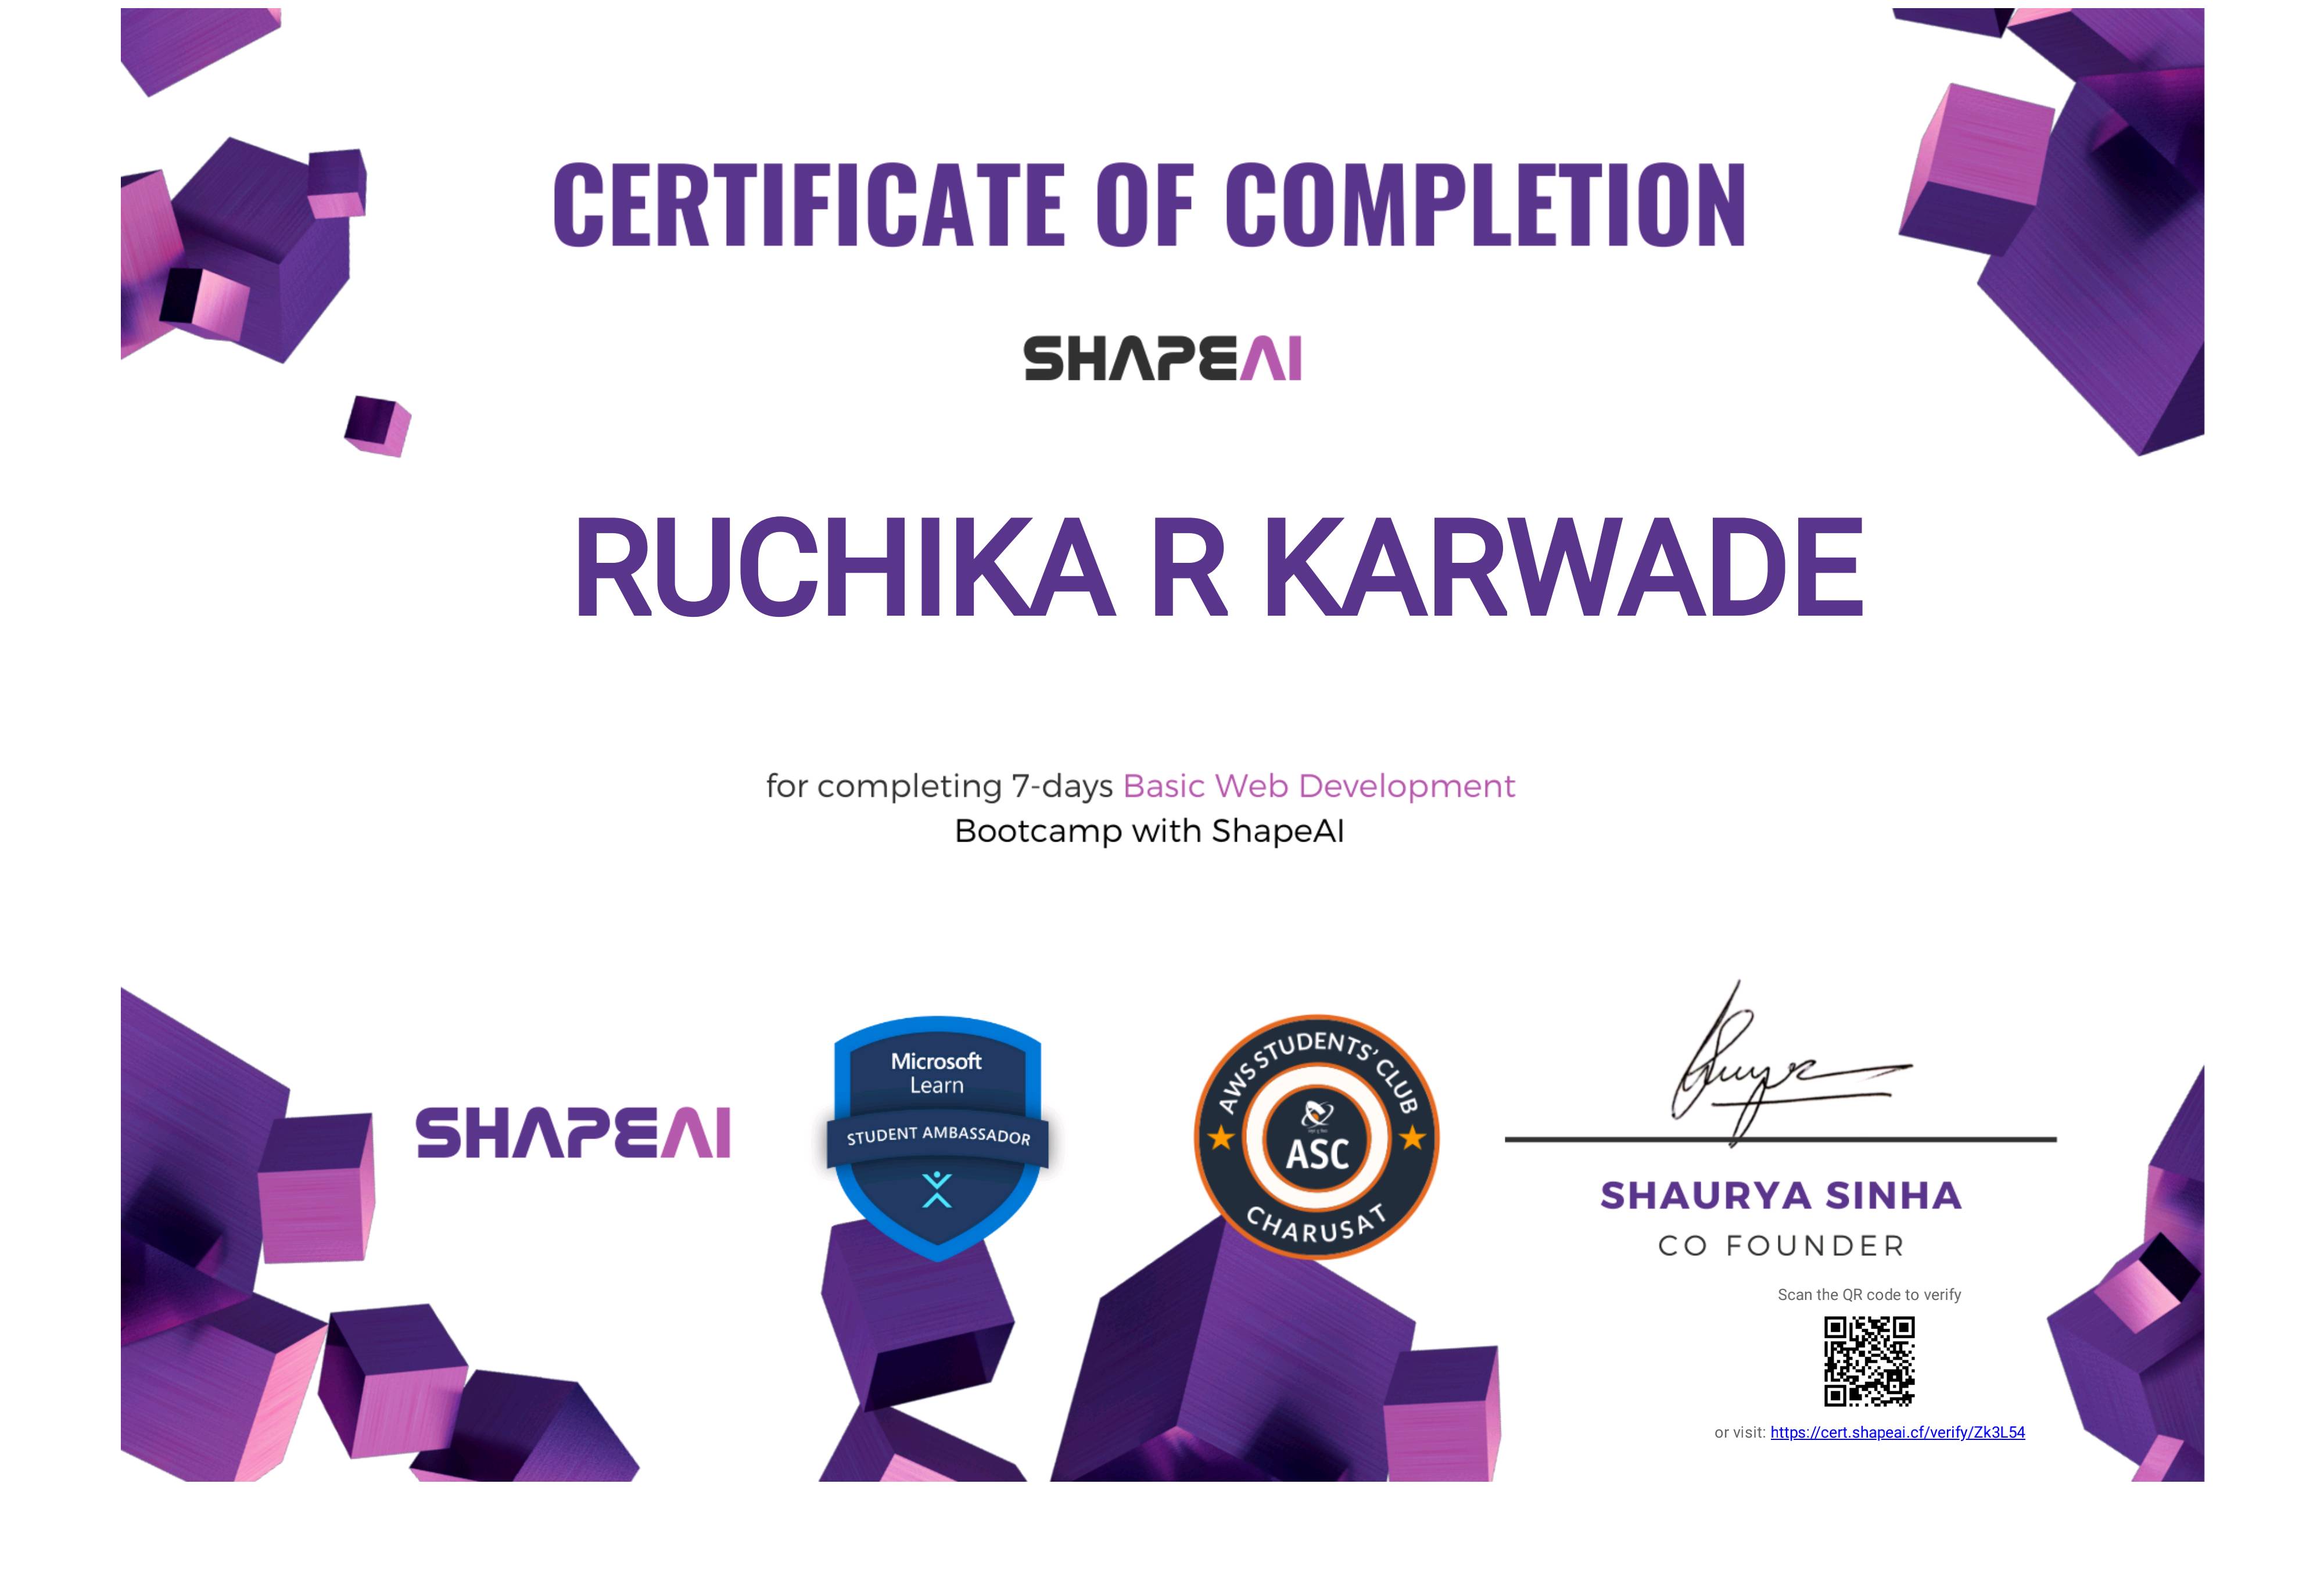 CERTIFICATE OF COMPLETION
SHAPEAI
RUCHIKA R KARWADE
for completing 7-days Basic Web Development
Bootcamp with ShapeAI
SHAPEAI
Microsoft
Learn
STUDENT AMBASSADOR
AWS STUDENTS' CLUB
ASC
CHARUSAT
SHAURYA SINHA
CO FOUNDER
Scan the QR code to verify
or visit: https://cert.shapeai.cf/verify/Zk3L54